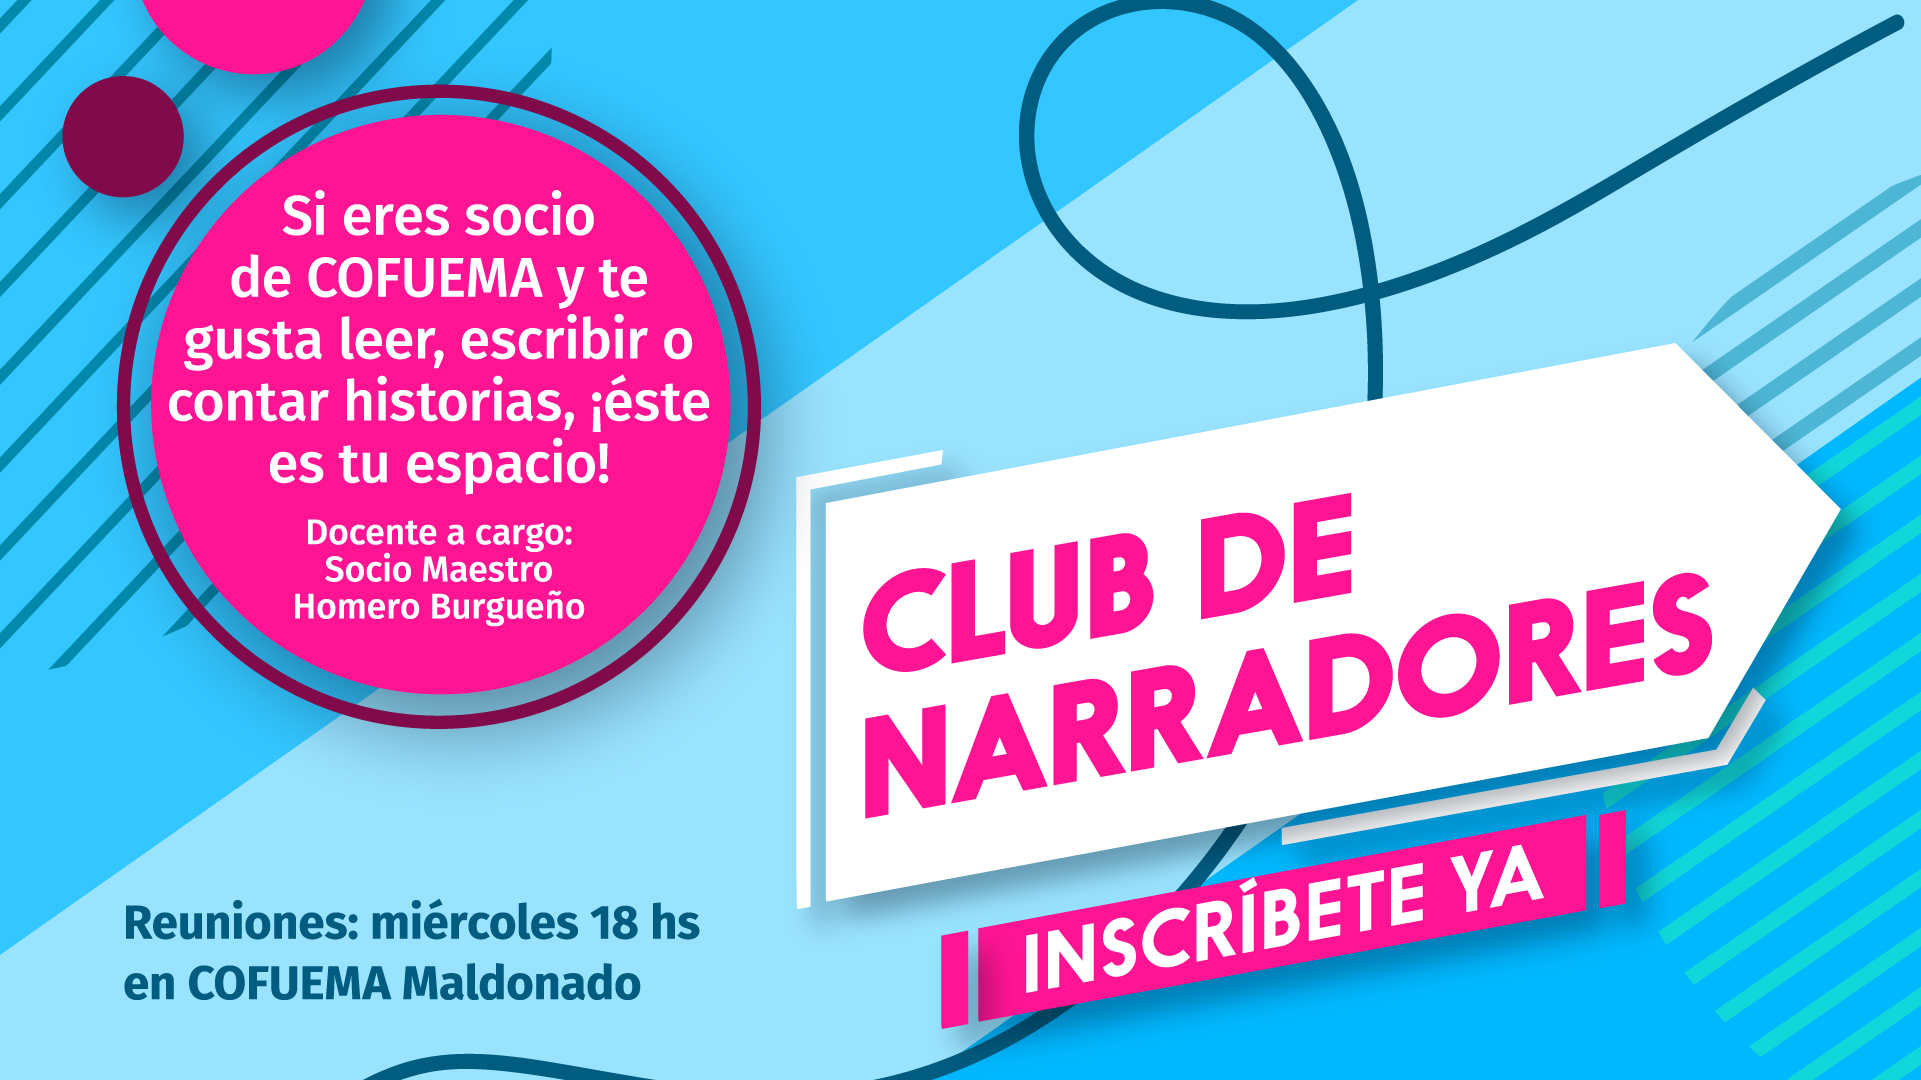 Si eres socio
de COFUEMA y te
gusta leer, escribir o
contar historias, ¡éste
es tu espacio!
Docente a cargo:
Socio Maestro
Homero Burgueño
CLUB DE
NARRADORES
INSCRÍBETE YA
Reuniones: miércoles 18 hs
en COFUEMA Maldonado